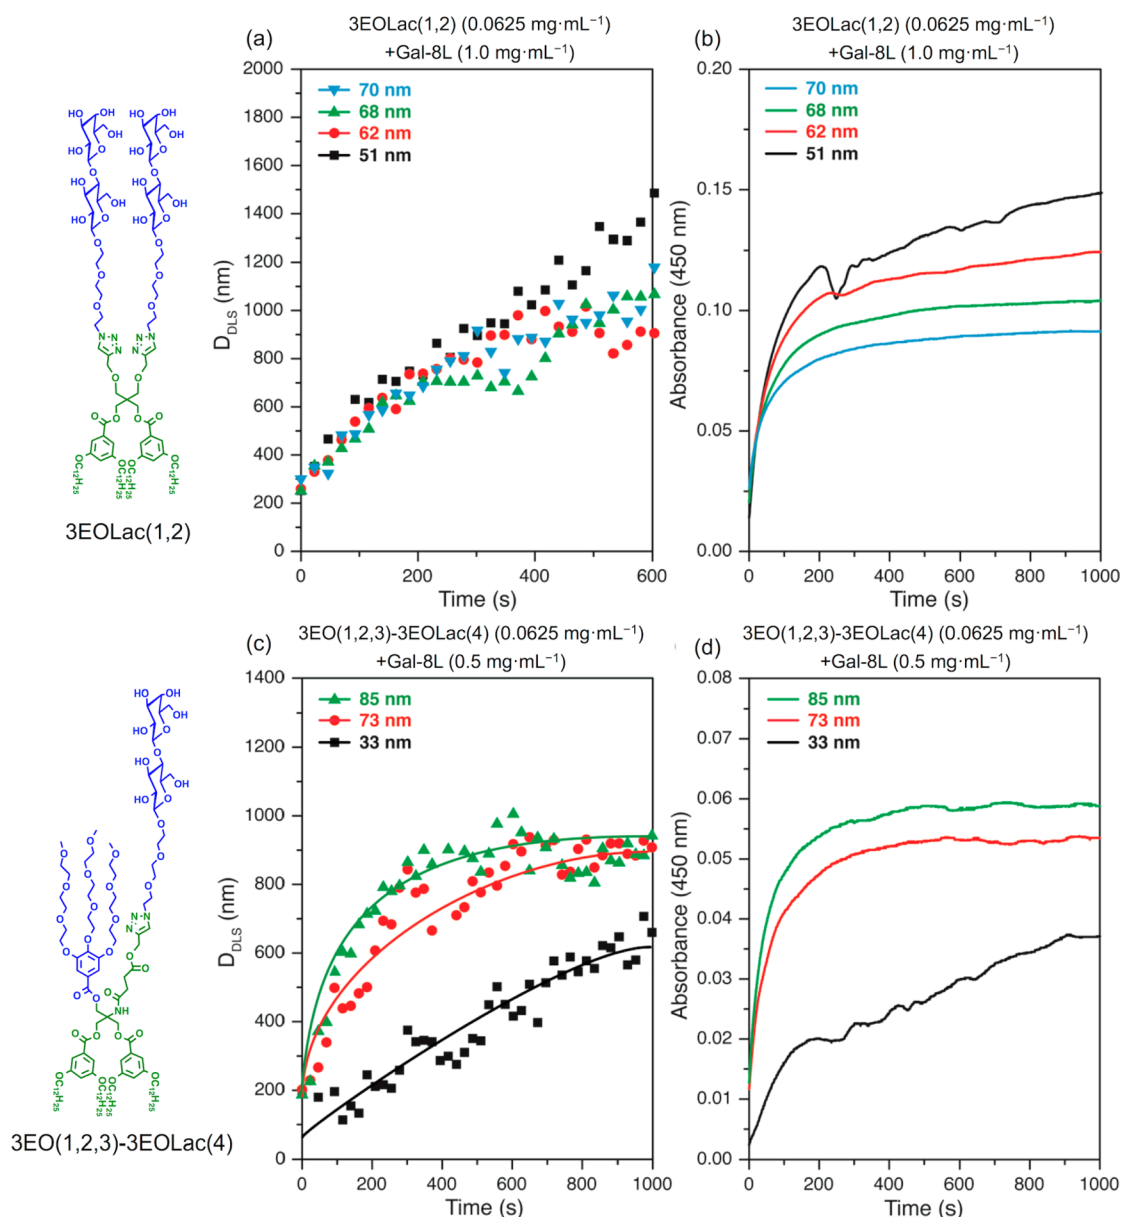 (a)
3EOLac(1,2) (0.0625 mg·mL⁻¹)
+Gal-8L (1.0 mg·mL⁻¹)
2000
1800
1600
1400
1200
1000
800
600
400
200
0
D_DLS (nm)
70 nm
68 nm
62 nm
51 nm
0
200
400
600
Time (s)
(b)
3EOLac(1,2) (0.0625 mg·mL⁻¹)
+Gal-8L (1.0 mg·mL⁻¹)
0.20
0.15
0.10
0.05
0.00
Absorbance (450 nm)
70 nm
68 nm
62 nm
51 nm
0
200
400
600
800
1000
Time (s)
3EOLac(1,2)
(c)
3EO(1,2,3)-3EOLac(4) (0.0625 mg·mL⁻¹)
+Gal-8L (0.5 mg·mL⁻¹)
1400
1200
1000
800
600
400
200
0
D_DLS (nm)
85 nm
73 nm
33 nm
0
200
400
600
800
1000
Time (s)
(d)
3EO(1,2,3)-3EOLac(4) (0.0625 mg·mL⁻¹)
+Gal-8L (0.5 mg·mL⁻¹)
0.08
0.07
0.06
0.05
0.04
0.03
0.02
0.01
0.00
Absorbance (450 nm)
85 nm
73 nm
33 nm
0
200
400
600
800
1000
Time (s)
3EO(1,2,3)-3EOLac(4)